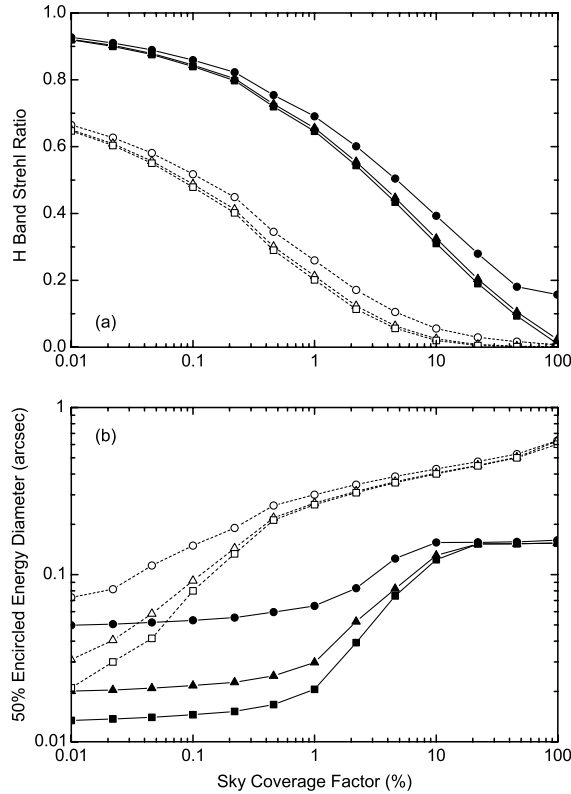 1.0
0.8
0.6
0.4
0.2
0.0
H Band Strehl Ratio
(a)
0.01 0.1 1 10 100
1
0.1
0.01
50% Encircled Energy Diameter (arcsec)
(b)
0.01 0.1 1 10 100
Sky Coverage Factor (%)